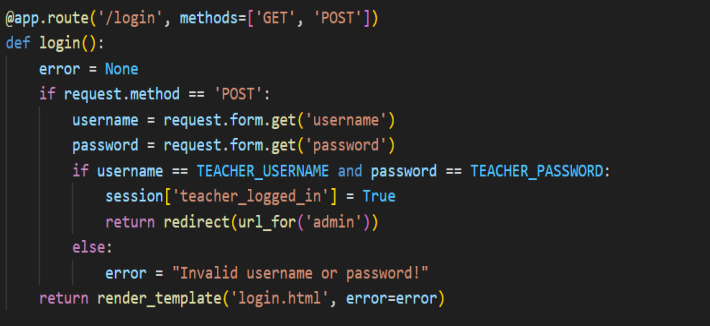 @app.route('/login', methods=['GET', 'POST'])
def login():
    error = None
    if request.method == 'POST':
        username = request.form.get('username')
        password = request.form.get('password')
        if username == TEACHER_USERNAME and password == TEACHER_PASSWORD:
            session['teacher_logged_in'] = True
            return redirect(url_for('admin'))
        else:
            error = "Invalid username or password!"
    return render_template('login.html', error=error)